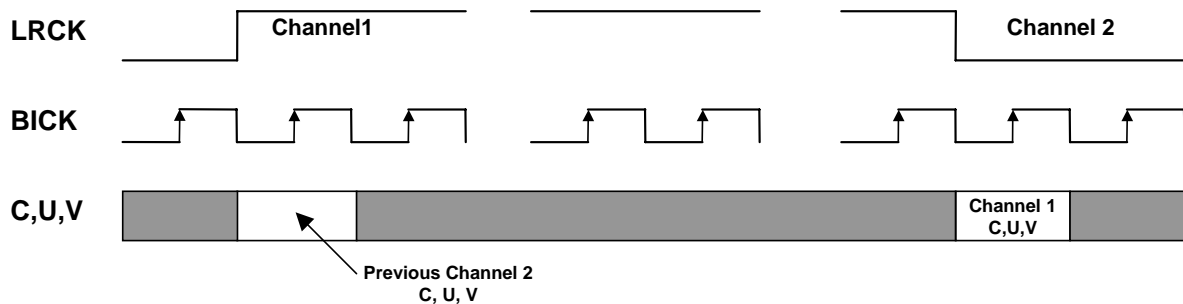 LRCK
Channel1
Channel 2
BICK
C,U,V
Channel 1
C,U,V
Previous Channel 2
C, U, V